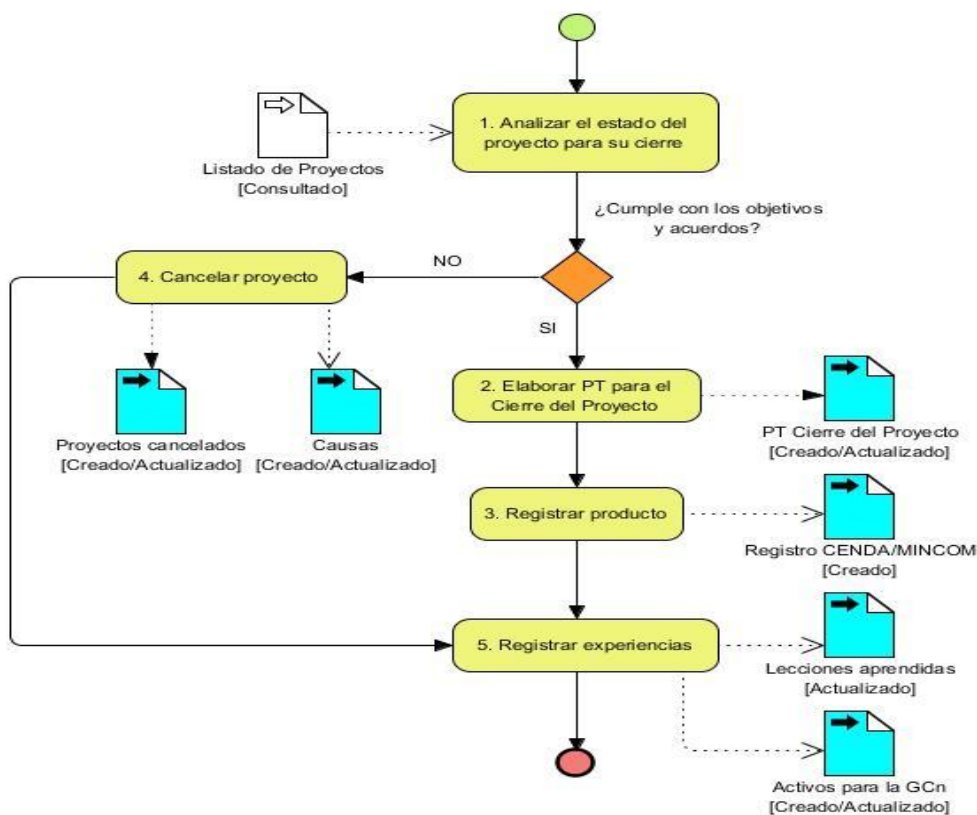 1. Analizar el estado del
proyecto para su cierre
Listado de Proyectos
[Consultado]
¿Cumple con los objetivos
y acuerdos?
NO
4. Cancelar proyecto
SI
2. Elaborar PT para el
Cierre del Proyecto
PT Cierre del Proyecto
[Creado/Actualizado]
Proyectos cancelados
[Creado/Actualizado]
Causas
[Creado/Actualizado]
3. Registrar producto
Registro CENDA/MINCOM
[Creado]
5. Registrar experiencias
Lecciones aprendidas
[Actualizado]
Activos para la GCn
[Creado/Actualizado]